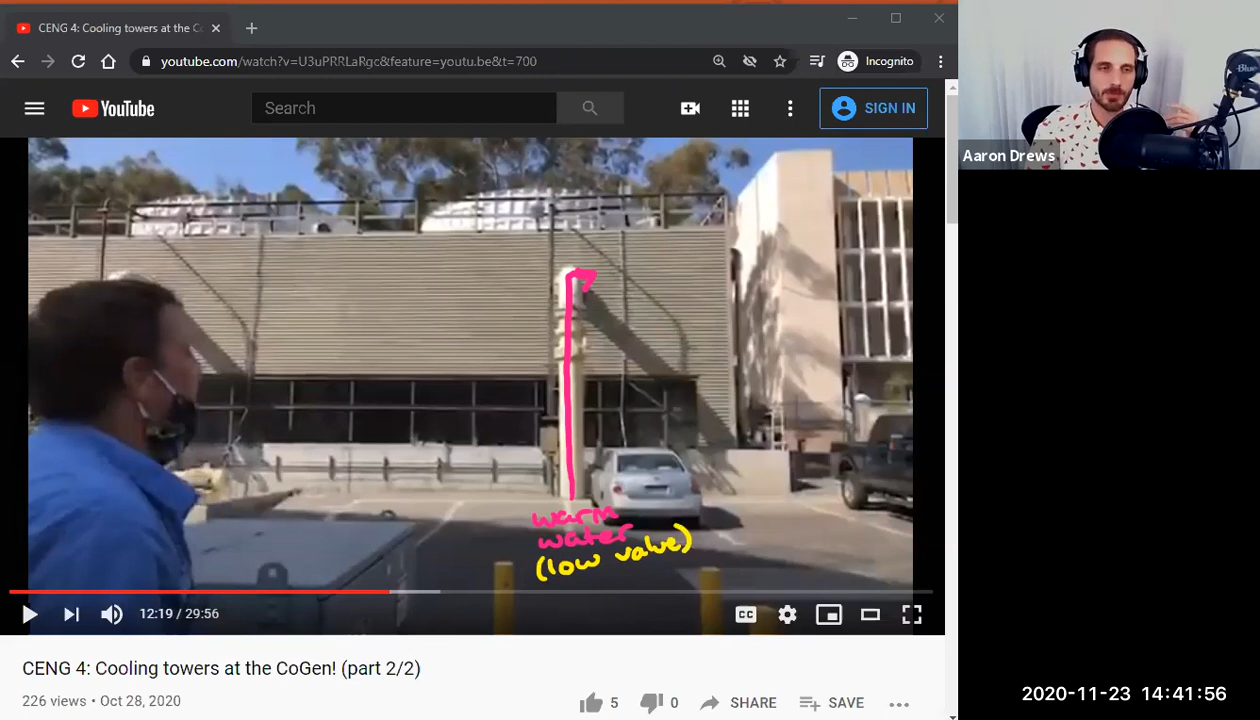 CENG 4: Cooling towers at the Co
youtube.com/watch?v=U3uPRRLaRgc&feature=youtu.be&t=700
Incognito
YouTube
Search
SIGN IN
Blue
Aaron Drews
warm
water
(low value)
12:19 / 29:56
CC
CENG 4: Cooling towers at the CoGen! (part 2/2)
226 views • Oct 28, 2020
5
0
SHARE
SAVE
2020-11-23 14:41:56